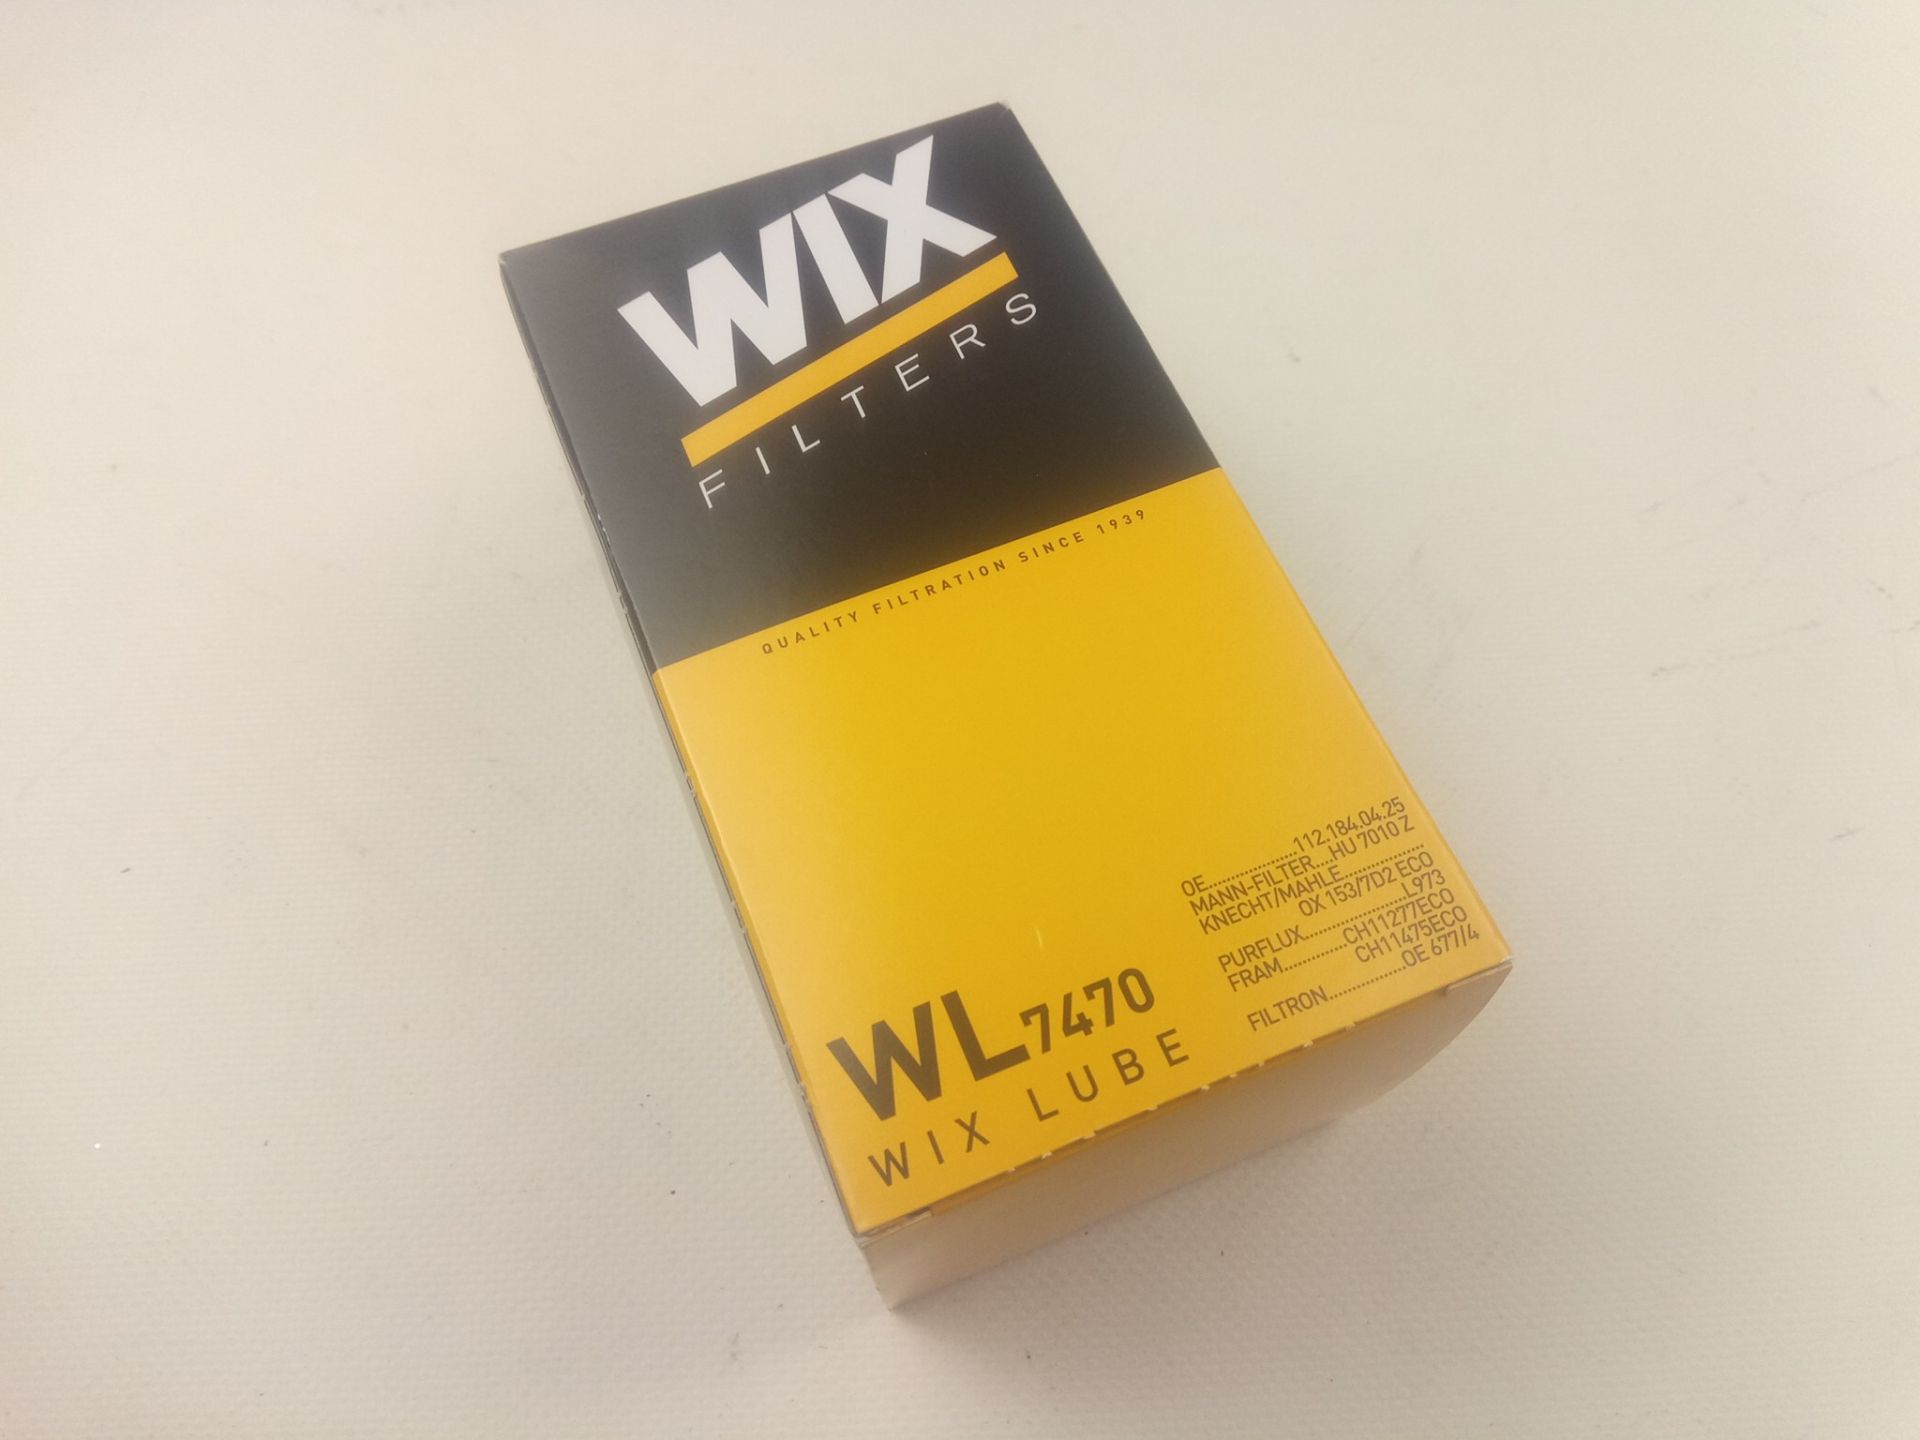 WIX
FILTERS
QUALITY FILTRATION SINCE 1939
OE....................112.184.04.25
MANN-FILTER....HU 7010 Z
KNECHT/MAHLE................
OX 153/7D2 ECO
PURFLUX.......................L973
FRAM..............CH11277ECO
CH11475ECO
FILTRON.................OE 677/4
WL7470
WIX LUBE